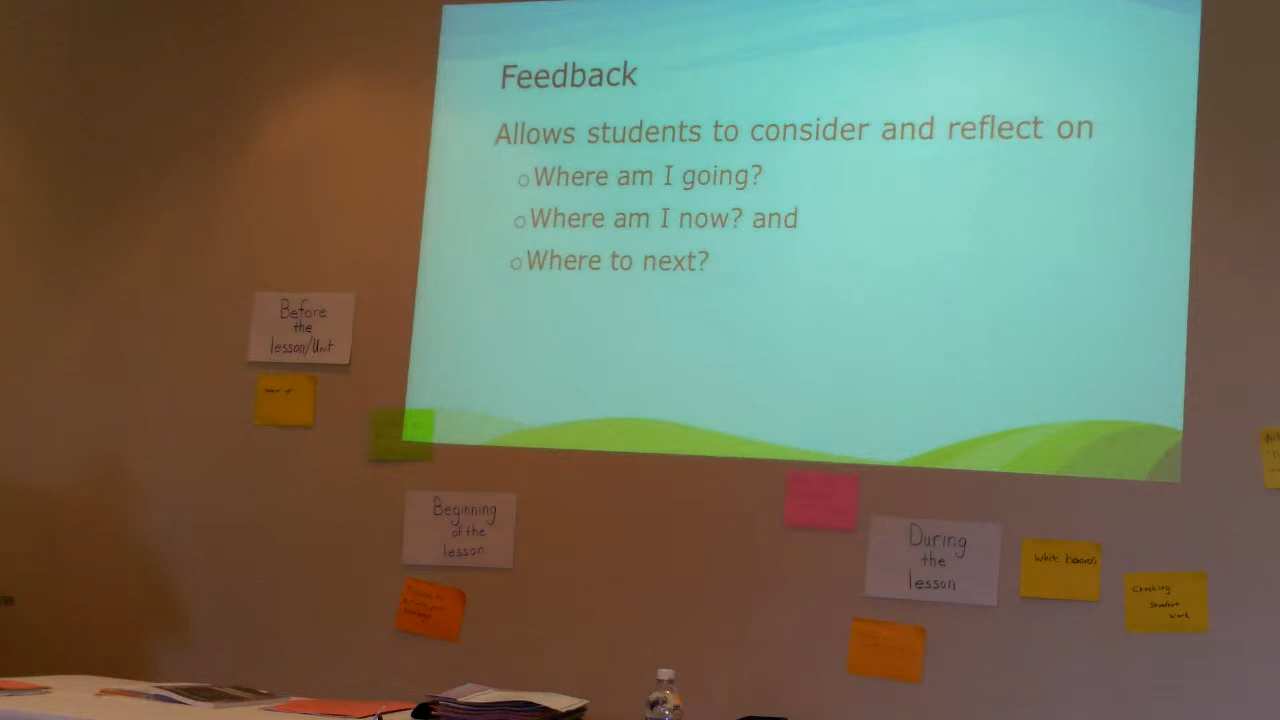 Feedback
Allows students to consider and reflect on
○Where am I going?
○Where am I now? and
○Where to next?
Before
the
lesson/Unit
Beginning
of the
lesson
During
the
lesson
White boards
Checking
Student
Work